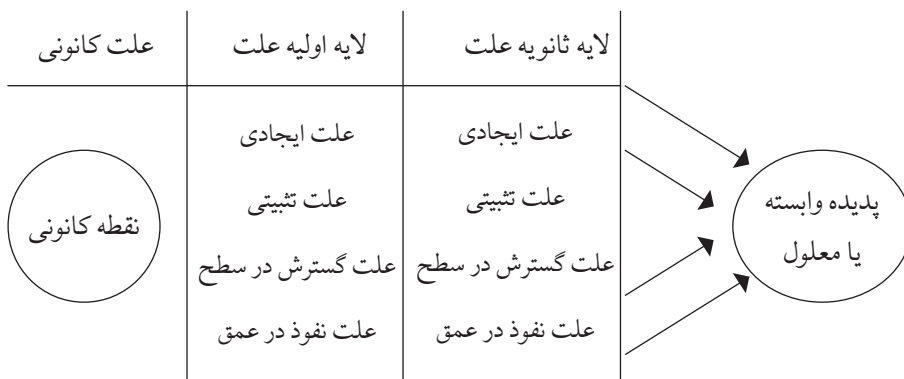 لایه ثانویه علت
لایه اولیه علت
علت کانونی
علت ایجادی
علت ایجادی
علت تثبیتی
علت تثبیتی
علت گسترش در سطح
علت گسترش در سطح
علت نفوذ در عمق
علت نفوذ در عمق
پدیده وابسته
یا معلول
نقطه کانونی